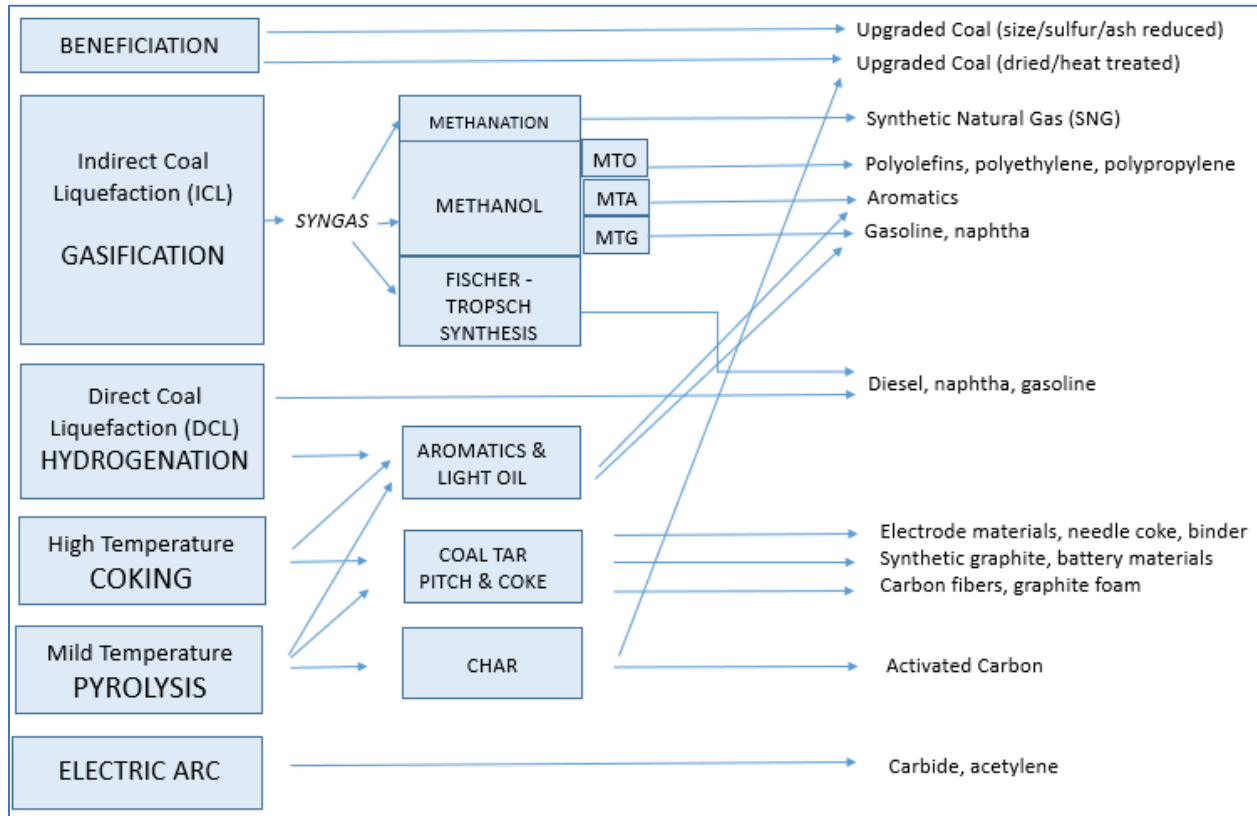 BENEFICIATION
Upgraded Coal (size/sulfur/ash reduced)
Upgraded Coal (dried/heat treated)
Indirect Coal
Liquefaction (ICL)
GASIFICATION
SYNGAS
METHANATION
METHANOL
MTO
MTA
MTG
FISCHER -
TROPSCH
SYNTHESIS
Synthetic Natural Gas (SNG)
Polyolefins, polyethylene, polypropylene
Aromatics
Gasoline, naphtha
Direct Coal
Liquefaction (DCL)
HYDROGENATION
Diesel, naphtha, gasoline
AROMATICS &
LIGHT OIL
High Temperature
COKING
COAL TAR
PITCH & COKE
Electrode materials, needle coke, binder
Synthetic graphite, battery materials
Carbon fibers, graphite foam
Mild Temperature
PYROLYSIS
CHAR
Activated Carbon
ELECTRIC ARC
Carbide, acetylene